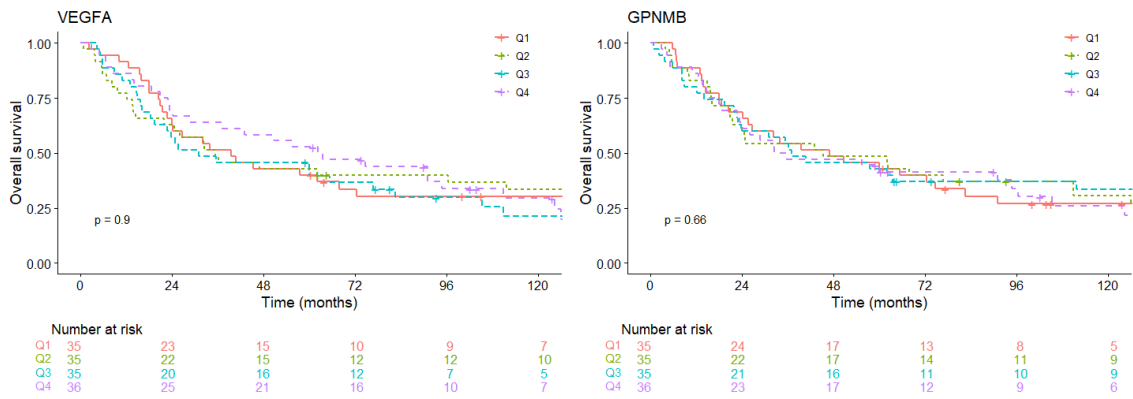 VEGFA
1.00
0.75
0.50
0.25
0.00
Overall survival
Q1
Q2
Q3
Q4
p = 0.9
0 24 48 72 96 120
Time (months)
Number at risk
Q1 35 23 15 10 9 7
Q2 35 22 15 12 12 10
Q3 35 20 16 12 7 5
Q4 36 25 21 16 10 7
GPNMB
1.00
0.75
0.50
0.25
0.00
Overall survival
Q1
Q2
Q3
Q4
p = 0.66
0 24 48 72 96 120
Time (months)
Number at risk
Q1 35 24 17 13 8 5
Q2 35 22 17 14 11 9
Q3 35 21 16 11 10 9
Q4 36 23 17 12 9 6